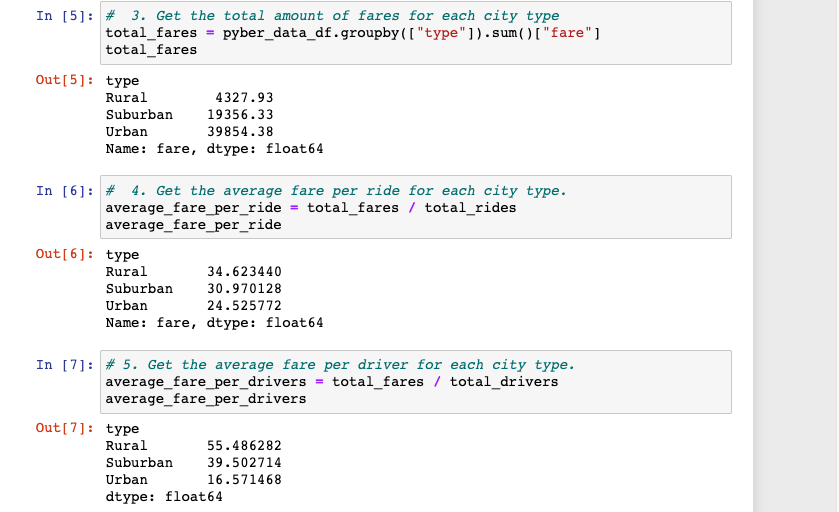 In [5]: #  3. Get the total amount of fares for each city type
total_fares = pyber_data_df.groupby(["type"]).sum()["fare"]
total_fares
Out[5]: type
Rural        4327.93
Suburban    19356.33
Urban       39854.38
Name: fare, dtype: float64
In [6]: #  4. Get the average fare per ride for each city type.
average_fare_per_ride = total_fares / total_rides
average_fare_per_ride
Out[6]: type
Rural       34.623440
Suburban    30.970128
Urban       24.525772
Name: fare, dtype: float64
In [7]: # 5. Get the average fare per driver for each city type.
average_fare_per_drivers = total_fares / total_drivers
average_fare_per_drivers
Out[7]: type
Rural       55.486282
Suburban    39.502714
Urban       16.571468
dtype: float64